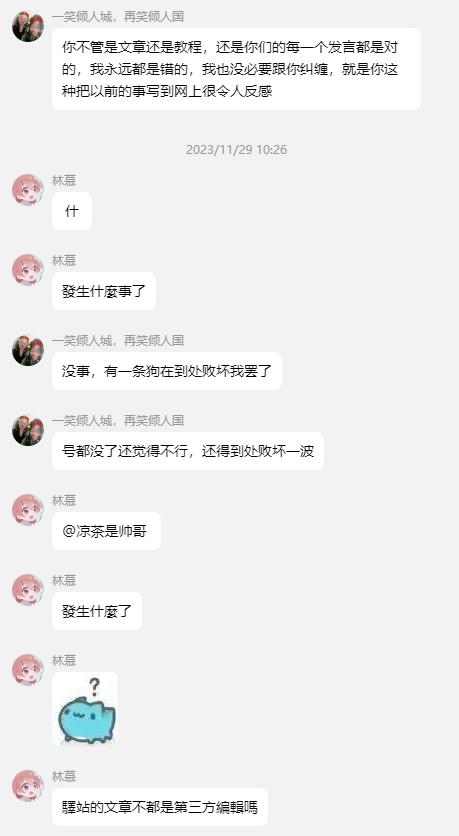 一笑倾人城，再笑倾人国
你不管是文章还是教程，还是你们的每一个发言都是对
的，我永远都是错的，我也没必要跟你纠缠，就是你这
种把以前的事写到网上很令人反感
2023/11/29 10:26
林慕
什
林慕
發生什麼事了
一笑倾人城，再笑倾人国
没事，有一条狗在到处败坏我罢了
一笑倾人城，再笑倾人国
号都没了还觉得不行，还得到处败坏一波
林慕
@凉茶是帅哥
林慕
發生什麼了
林慕
?
林慕
驛站的文章不都是第三方編輯嗎